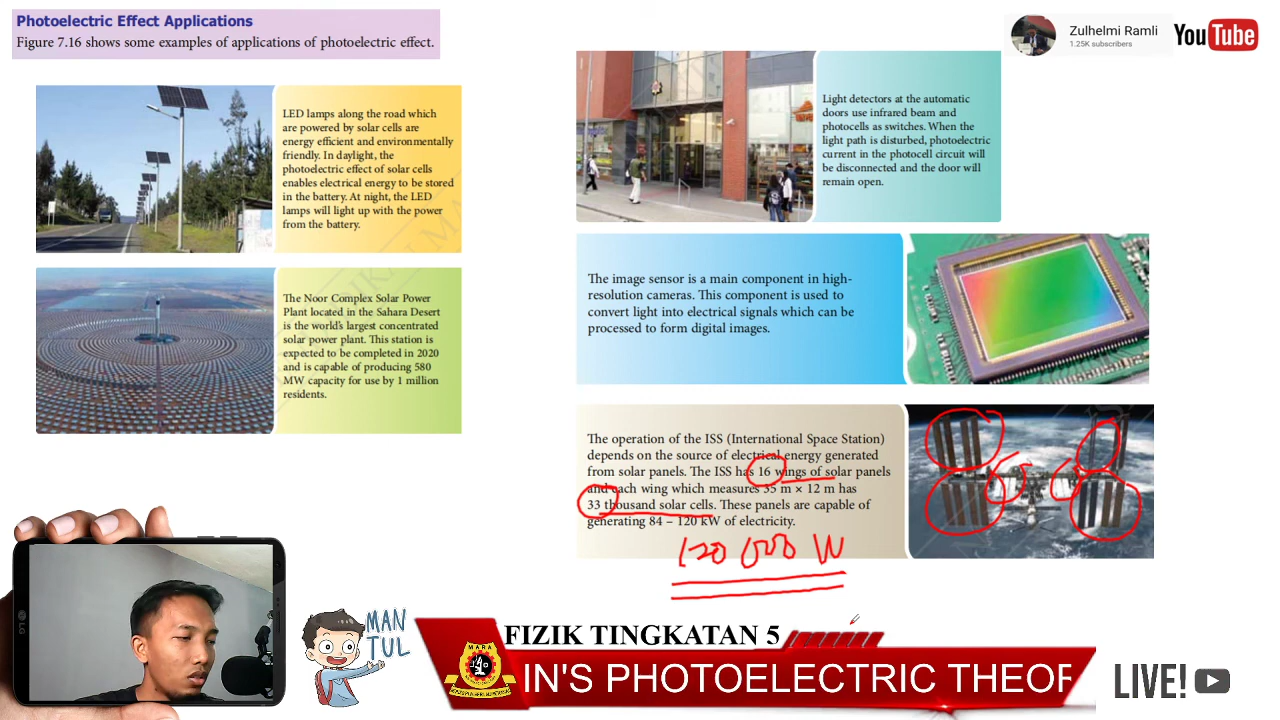 Photoelectric Effect Applications
Figure 7.16 shows some examples of applications of photoelectric effect.
LED lamps along the road which
are powered by solar cells are
energy efficient and environmentally
friendly. In daylight, the
photoelectric effect of solar cells
enables electrical energy to be stored
in the battery. At night, the LED
lamps will light up with the power
from the battery.
The Noor Complex Solar Power
Plant located in the Sahara Desert
is the world's largest concentrated
solar power plant. This station is
expected to be completed in 2020
and is capable of producing 580
MW capacity for use by 1 million
residents.
Zulhelmi Ramli
1.25K subscribers
YouTube
Light detectors at the automatic
doors use infrared beam and
photocells as switches. When the
light path is disturbed, photoelectric
current in the photocell circuit will
be disconnected and the door will
remain open.
The image sensor is a main component in high-
resolution cameras. This component is used to
convert light into electrical signals which can be
processed to form digital images.
The operation of the ISS (International Space Station)
depends on the source of electrical energy generated
from solar panels. The ISS has 16 wings of solar panels
and each wing which measures 35 m × 12 m has
33 thousand solar cells. These panels are capable of
generating 84 – 120 kW of electricity.
120 000 W
LG
MAN
TUL
MARA
FIZIK TINGKATAN 5
IN'S PHOTOELECTRIC THEOR
LIVE!